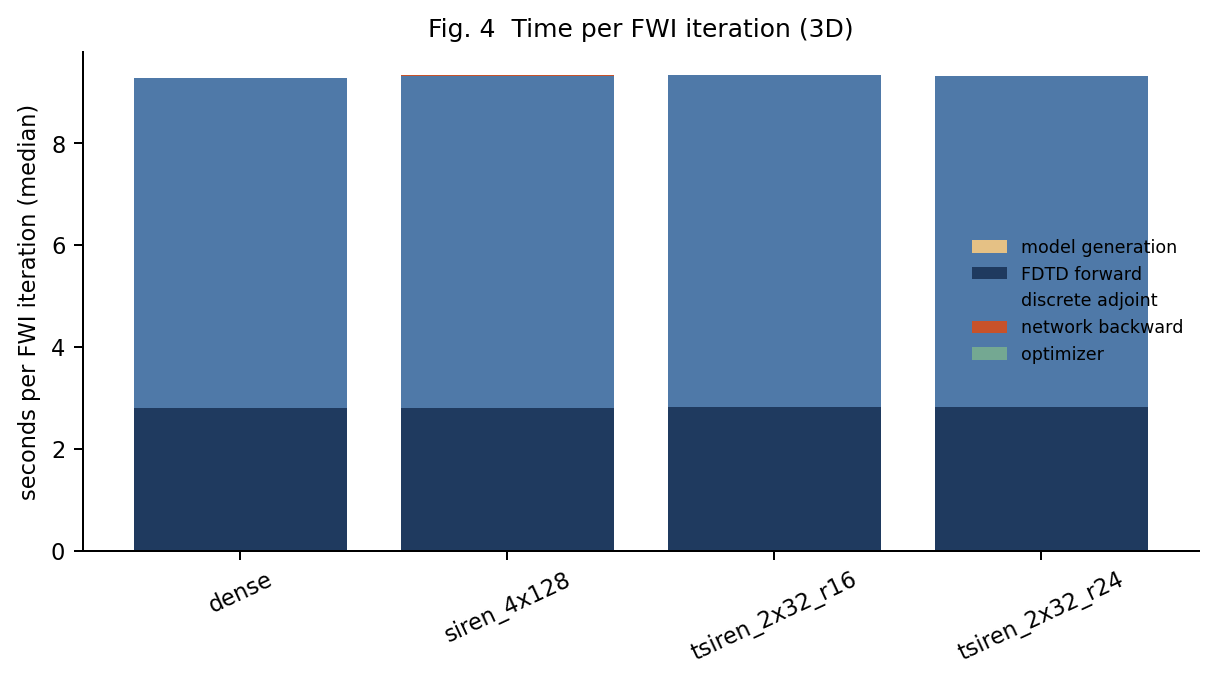 Fig. 4  Time per FWI iteration (3D)
seconds per FWI iteration (median)
8
6
4
2
0
model generation
FDTD forward
discrete adjoint
network backward
optimizer
dense
siren_4x128
tsiren_2x32_r16
tsiren_2x32_r24